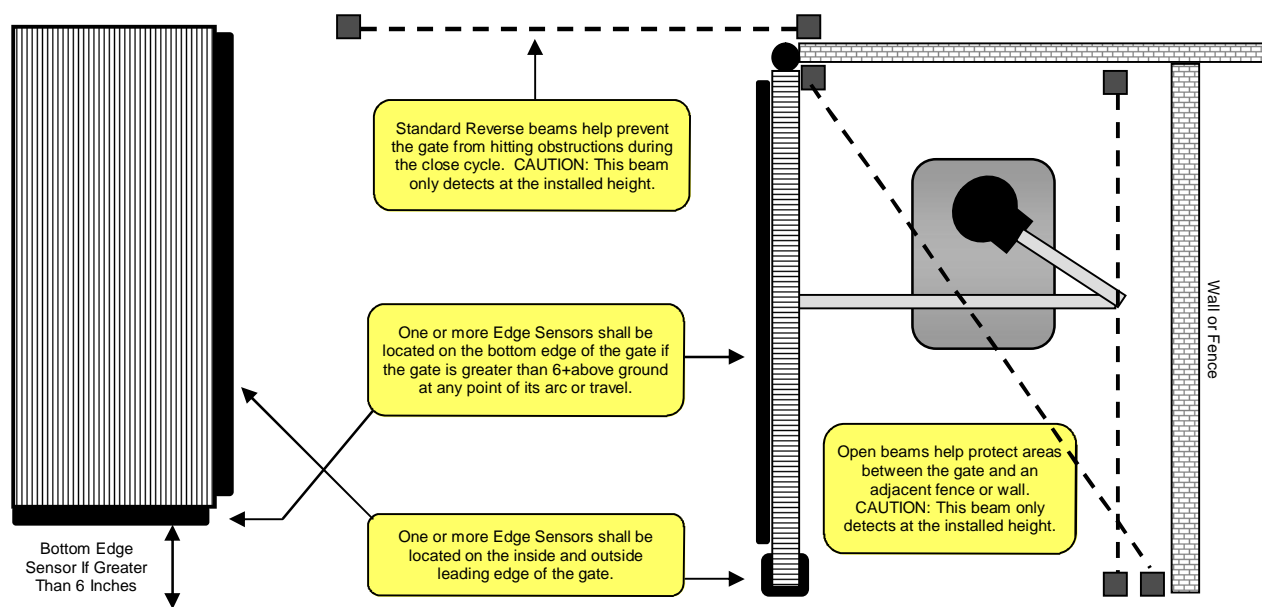 Standard Reverse beams help prevent
the gate from hitting obstructions during
the close cycle.  CAUTION: This beam
only detects at the installed height.
One or more Edge Sensors shall be
located on the bottom edge of the gate if
the gate is greater than 6+above ground
at any point of its arc or travel.
Wall or Fence
Open beams help protect areas
between the gate and an
adjacent fence or wall.
CAUTION: This beam only
detects at the installed height.
One or more Edge Sensors shall be
located on the inside and outside
leading edge of the gate.
Bottom Edge
Sensor If Greater
Than 6 Inches